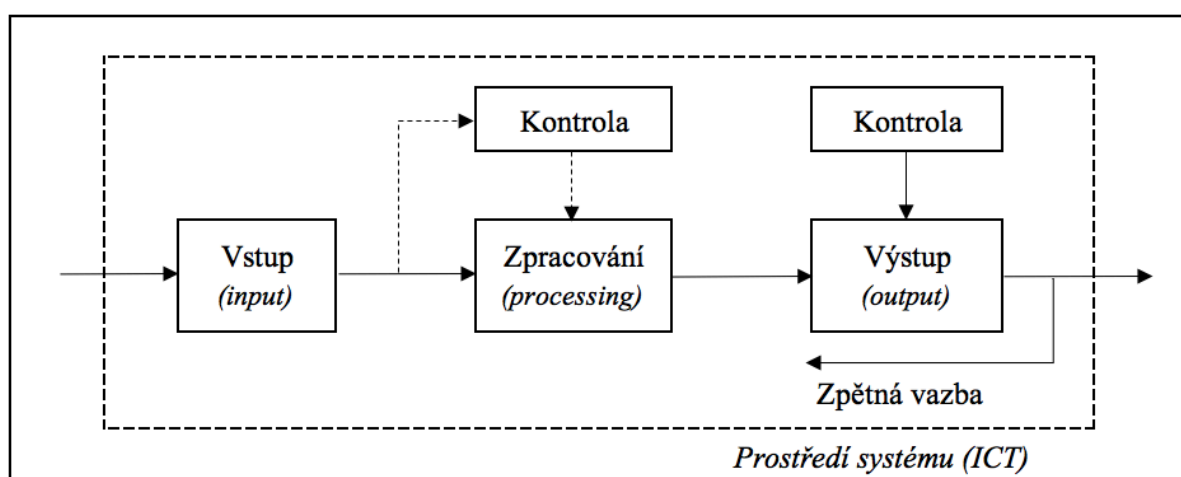 Kontrola
Kontrola
Vstup
(input)
Zpracování
(processing)
Výstup
(output)
Zpětná vazba
Prostředí systému (ICT)